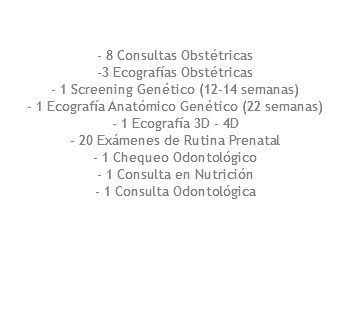 - 8 Consultas Obstétricas
-3 Ecografías Obstétricas
- 1 Screening Genético (12-14 semanas)
- 1 Ecografía Anatómico Genético (22 semanas)
- 1 Ecografía 3D - 4D
- 20 Exámenes de Rutina Prenatal
- 1 Chequeo Odontológico
- 1 Consulta en Nutrición
- 1 Consulta Odontológica